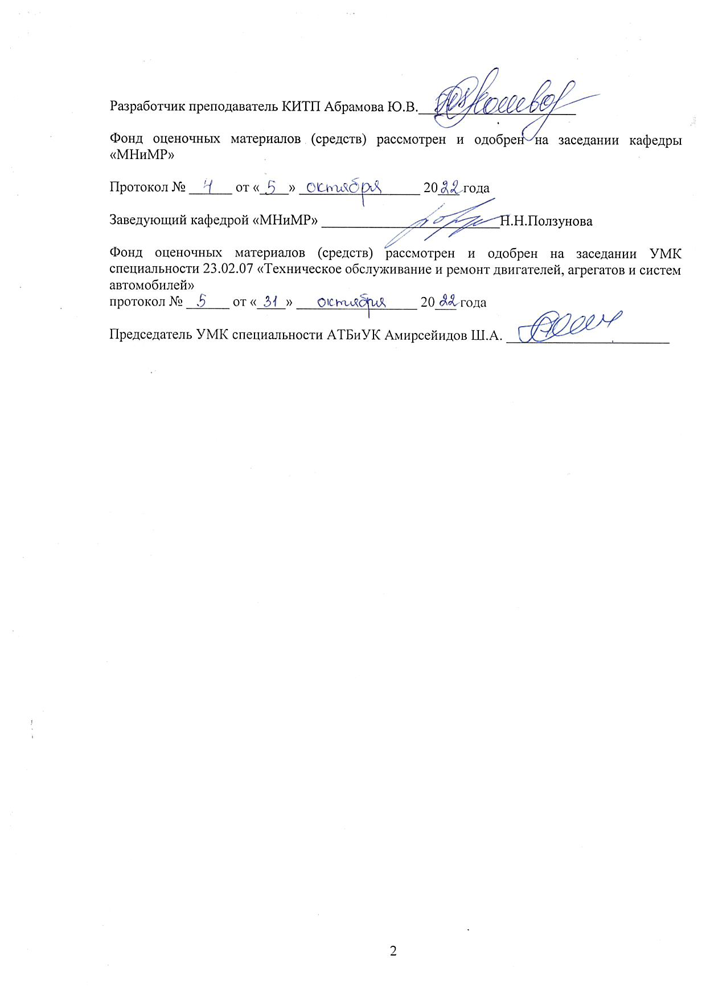 Разработчик преподаватель КИТП Абрамова Ю.В.
Фонд оценочных материалов (средств) рассмотрен и одобрен на заседании кафедры
«МНиМР»
Протокол № 4 от « 5 » октября 2022 года
Заведующий кафедрой «МНиМР» Н.Н.Ползунова
Фонд оценочных материалов (средств) рассмотрен и одобрен на заседании УМК
специальности 23.02.07 «Техническое обслуживание и ремонт двигателей, агрегатов и систем
автомобилей»
протокол № 5 от « 31 » октября 2022 года
Председатель УМК специальности АТБиУК Амирсейидов Ш.А.
2